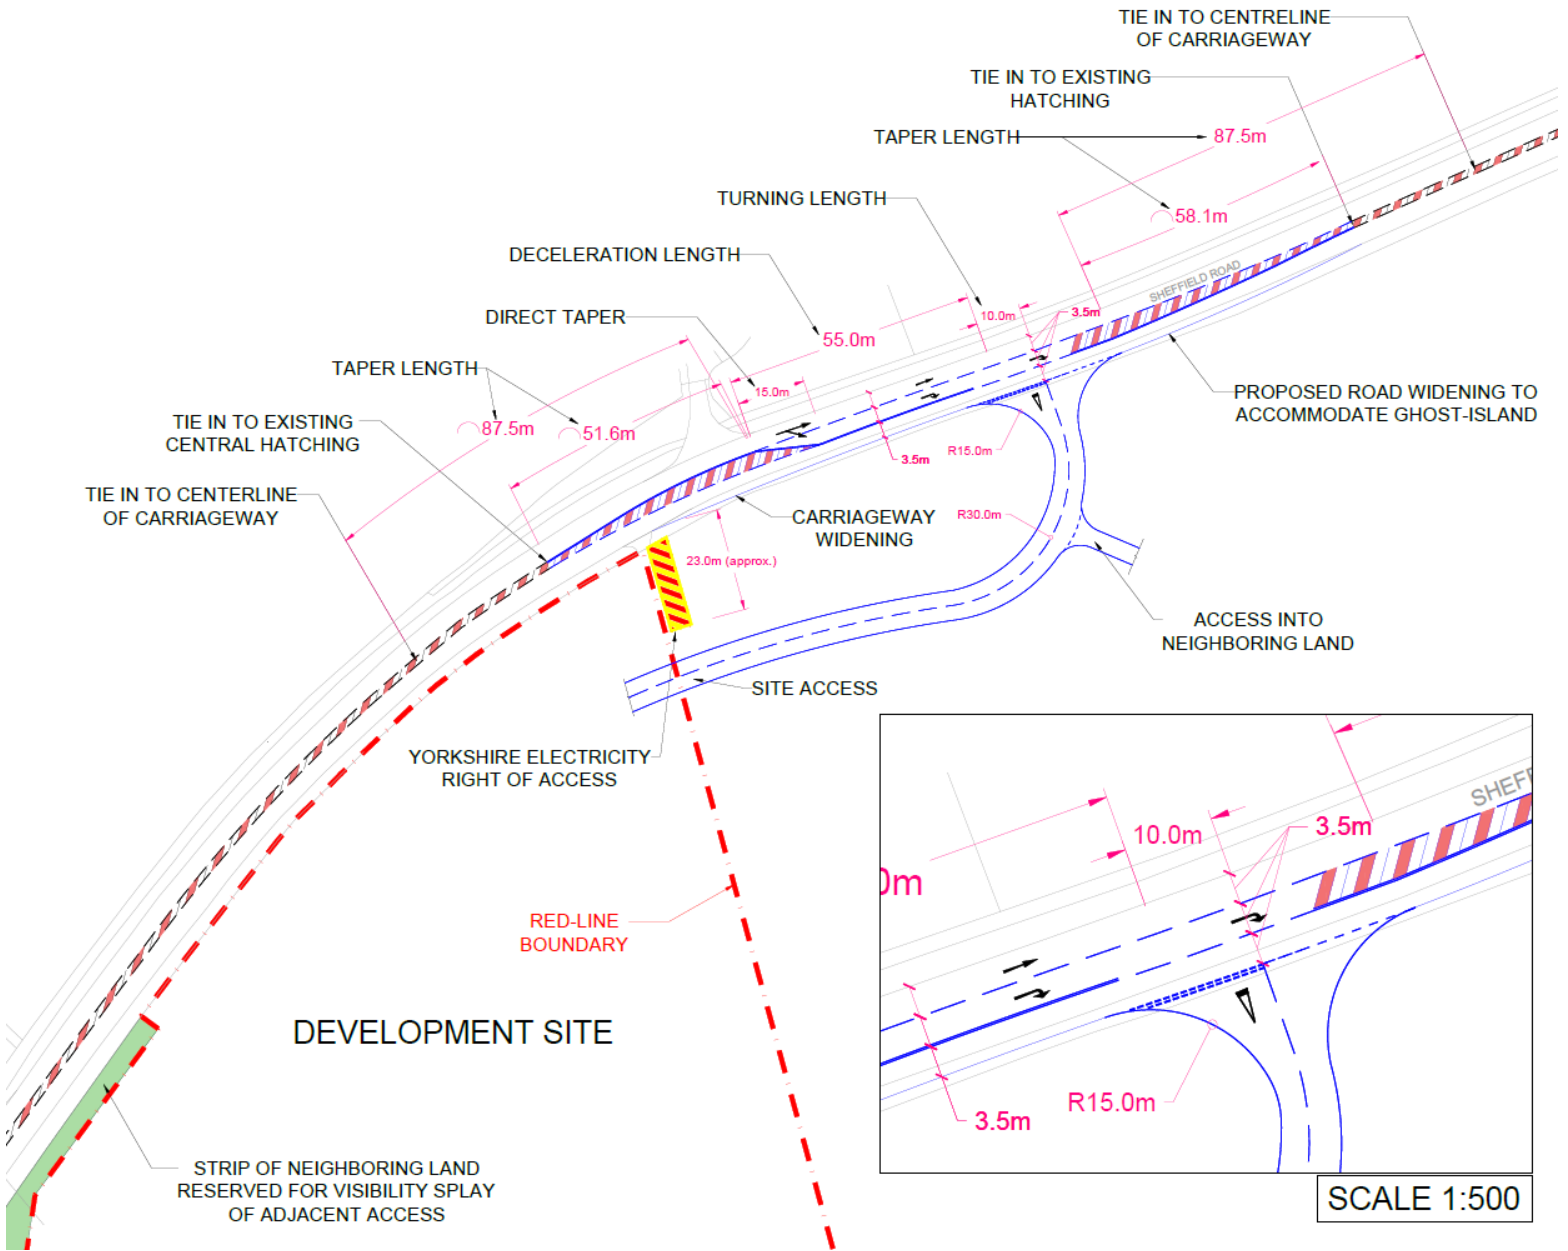 TIE IN TO CENTRELINE
OF CARRIAGEWAY
TIE IN TO EXISTING
HATCHING
TAPER LENGTH
87.5m
TURNING LENGTH
58.1m
DECELERATION LENGTH
SHEFFIELD ROAD
DIRECT TAPER
10.0m
3.5m
55.0m
TAPER LENGTH
15.0m
PROPOSED ROAD WIDENING TO
ACCOMMODATE GHOST-ISLAND
TIE IN TO EXISTING
CENTRAL HATCHING
87.5m
51.6m
R15.0m
3.5m
TIE IN TO CENTERLINE
OF CARRIAGEWAY
CARRIAGEWAY
WIDENING
R30.0m
23.0m (approx.)
ACCESS INTO
NEIGHBORING LAND
SITE ACCESS
YORKSHIRE ELECTRICITY
RIGHT OF ACCESS
RED-LINE
BOUNDARY
DEVELOPMENT SITE
STRIP OF NEIGHBORING LAND
RESERVED FOR VISIBILITY SPLAY
OF ADJACENT ACCESS
SHEFF
10.0m
3.5m
0m
R15.0m
3.5m
SCALE 1:500